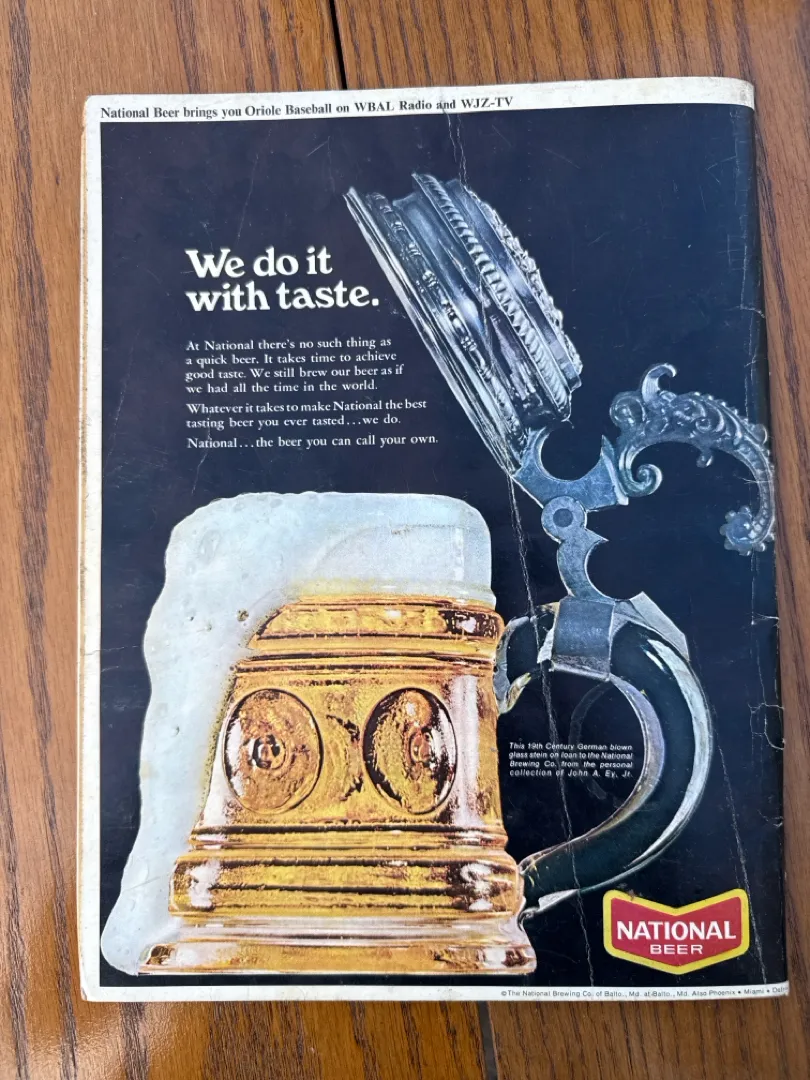 National Beer brings you Oriole Baseball on WBAL Radio and WJZ-TV
We do it
with taste.
At National there's no such thing as
a quick beer. It takes time to achieve
good taste. We still brew our beer as if
we had all the time in the world.
Whatever it takes to make National the best
tasting beer you ever tasted...we do.
National...the beer you can call your own.
This 19th Century German blown
glass stein on loan to the National
Brewing Co. from the personal
collection of John A. Ey, Jr.
NATIONAL
BEER
©The National Brewing Co. of Balto., Md. at Balto., Md. Also Phoenix • Miami •